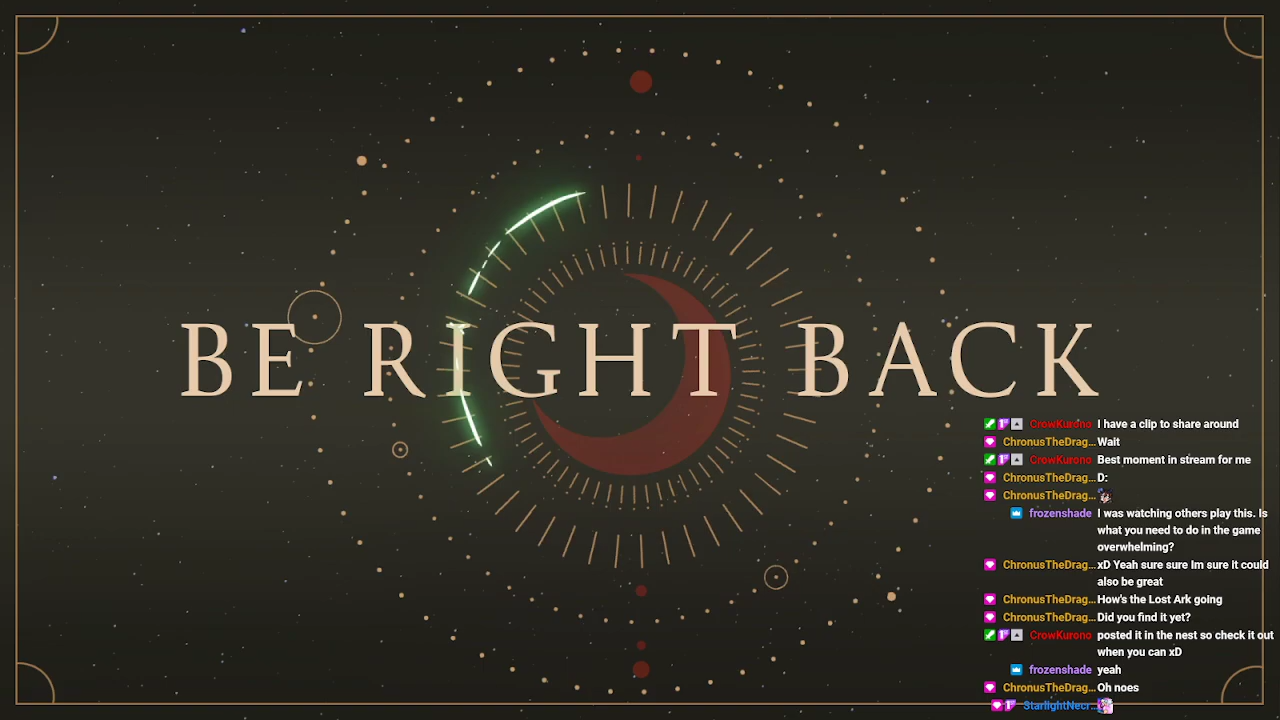 BE RIGHT BACK
CrowKurono I have a clip to share around
ChronusTheDrag... Wait
CrowKurono Best moment in stream for me
ChronusTheDrag... D:
ChronusTheDrag...
frozenshade I was watching others play this. Is
what you need to do in the game
overwhelming?
ChronusTheDrag... xD Yeah sure sure Im sure it could
also be great
ChronusTheDrag... How's the Lost Ark going
ChronusTheDrag... Did you find it yet?
CrowKurono posted it in the nest so check it out
when you can xD
frozenshade yeah
ChronusTheDrag... Oh noes
StarlightNecr...